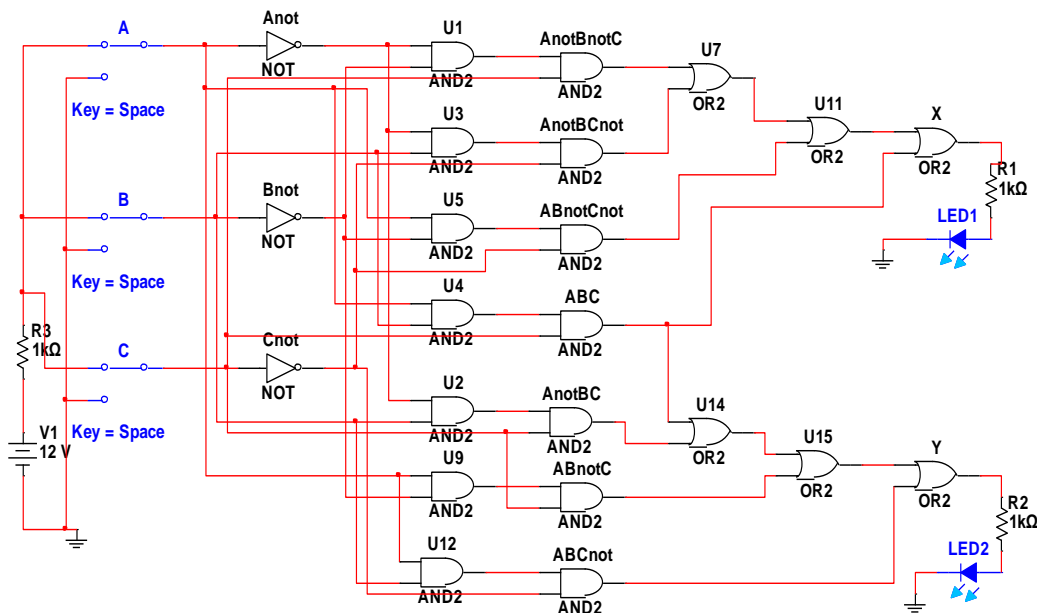 A
Anot
NOT
Key = Space
U1
AND2
AnotBnotC
AND2
U7
OR2
U11
OR2
X
OR2
R1
1kΩ
LED1
U3
AND2
AnotBCnot
AND2
B
Bnot
NOT
Key = Space
U5
AND2
ABnotCnot
AND2
U4
AND2
ABC
AND2
R3
1kΩ
C
Cnot
NOT
Key = Space
V1
12 V
U2
AND2
AnotBC
AND2
U14
OR2
U15
OR2
Y
OR2
R2
1kΩ
LED2
U9
AND2
ABnotC
AND2
U12
AND2
ABCnot
AND2